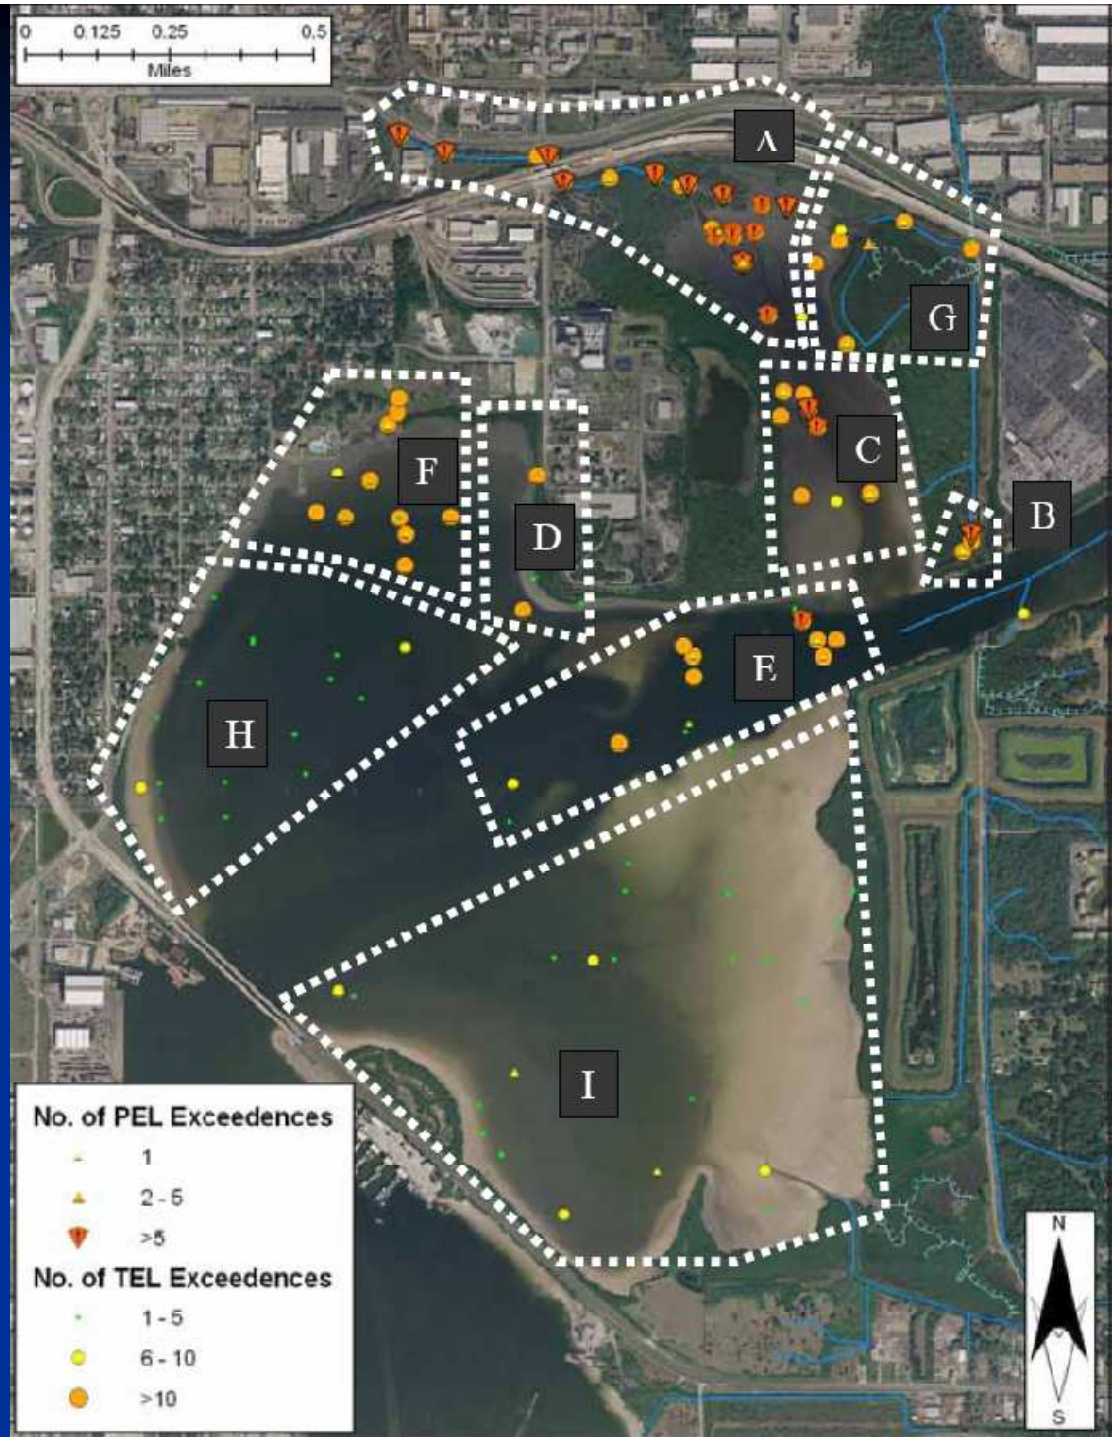 0 0.125 0.25 0.5
Miles
A
G
C
F
B
D
E
H
I
No. of PEL Exceedences
1
2 - 5
>5
No. of TEL Exceedences
1 - 5
6 - 10
>10
N
S